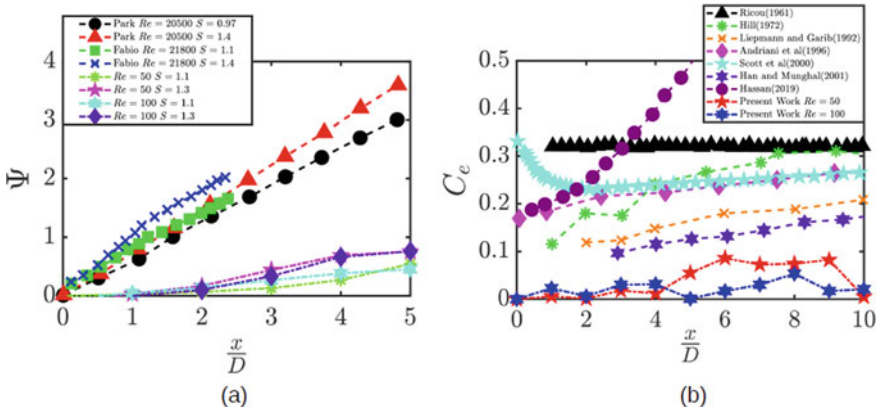 Park Re = 20500 S = 0.97
Park Re = 20500 S = 1.4
Fabio Re = 21800 S = 1.1
Fabio Re = 21800 S = 1.4
Re = 50 S = 1.1
Re = 50 S = 1.3
Re = 100 S = 1.1
Re = 100 S = 1.3
4
3
2
1
0
Ψ
0 1 2 3 4 5
x
D
(a)
Ricou(1961)
Hill(1972)
Liepmann and Garib(1992)
Andriani et al(1996)
Scott et al(2000)
Han and Munghal(2001)
Hassan(2019)
Present Work Re = 50
Present Work Re = 100
0.5
0.4
0.3
0.2
0.1
0
C_e
0 2 4 6 8 10
x
D
(b)